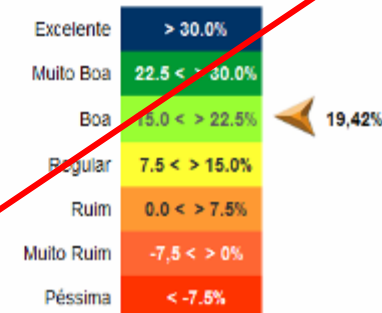 Excelente > 30.0%
Muito Boa 22.5 < > 30.0%
Boa 15.0 < > 22.5% 19,42%
Regular 7.5 < > 15.0%
Ruim 0.0 < > 7.5%
Muito Ruim -7,5 < > 0%
Péssima < -7.5%